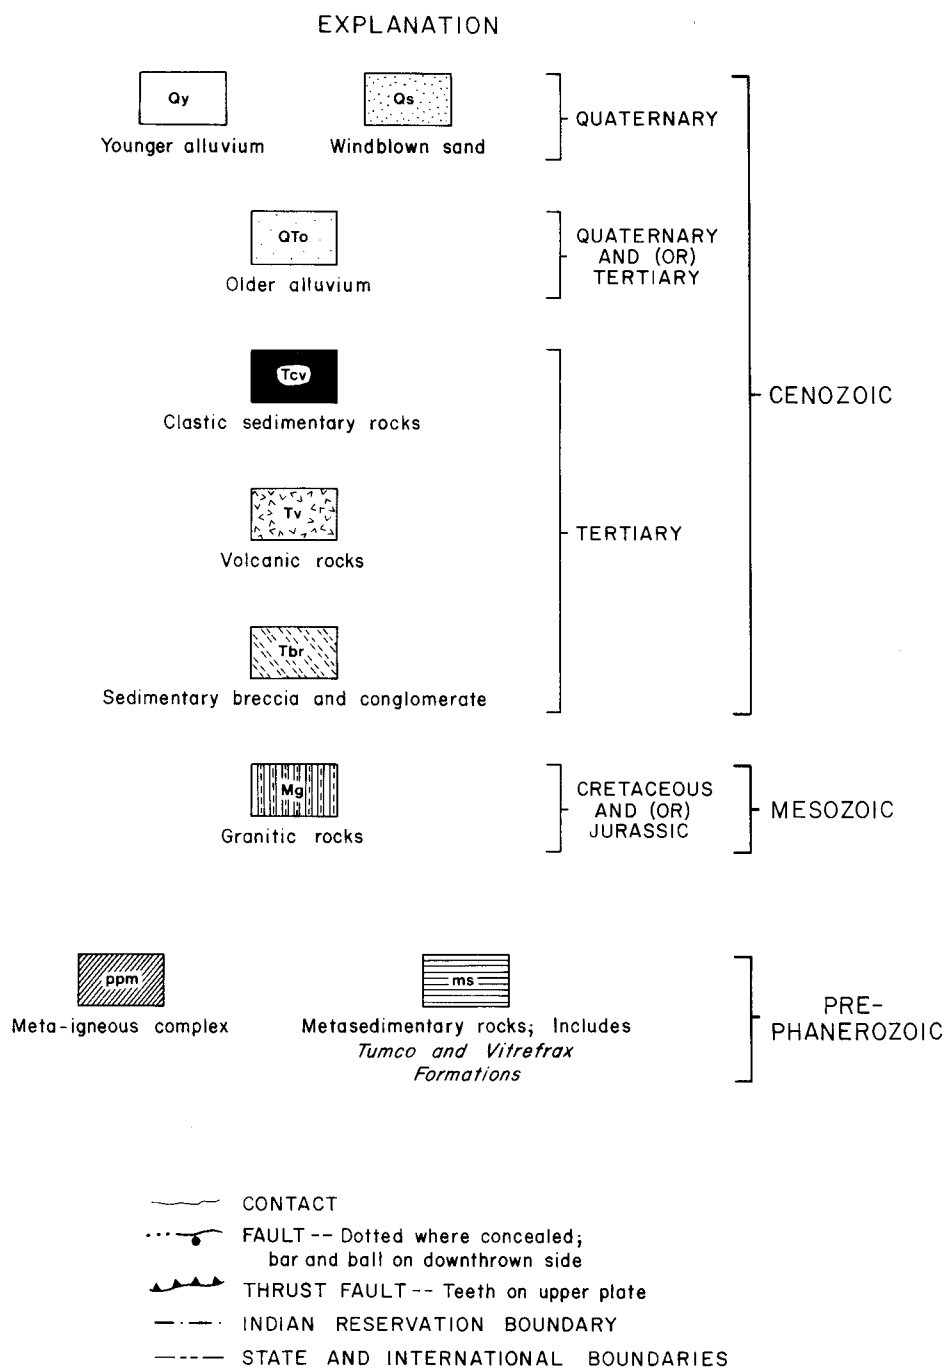 EXPLANATION
Qy
Qs
Younger alluvium
Windblown sand
QUATERNARY
QTo
Older alluvium
QUATERNARY
AND (OR)
TERTIARY
Tcv
Clastic sedimentary rocks
CENOZOIC
Tv
Volcanic rocks
TERTIARY
Tbr
Sedimentary breccia and conglomerate
Mg
Granitic rocks
CRETACEOUS
AND (OR)
JURASSIC
MESOZOIC
ppm
Meta-igneous complex
ms
Metasedimentary rocks; Includes
Tumco and Vitrefrax
Formations
PRE-
PHANEROZOIC
CONTACT
FAULT -- Dotted where concealed;
bar and ball on downthrown side
THRUST FAULT -- Teeth on upper plate
INDIAN RESERVATION BOUNDARY
STATE AND INTERNATIONAL BOUNDARIES